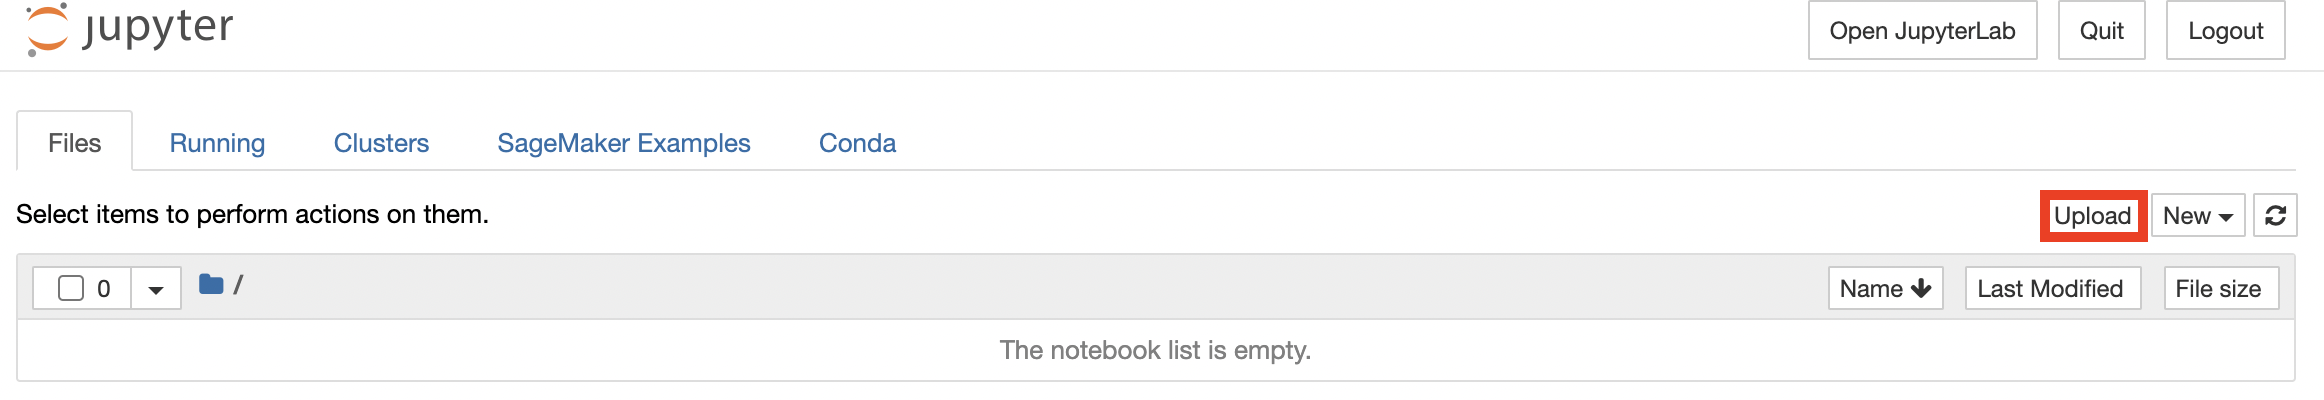 jupyter Open JupyterLab Quit Logout
Files Running Clusters SageMaker Examples Conda
Select items to perform actions on them. Upload New
0 / Name Last Modified File size
The notebook list is empty.